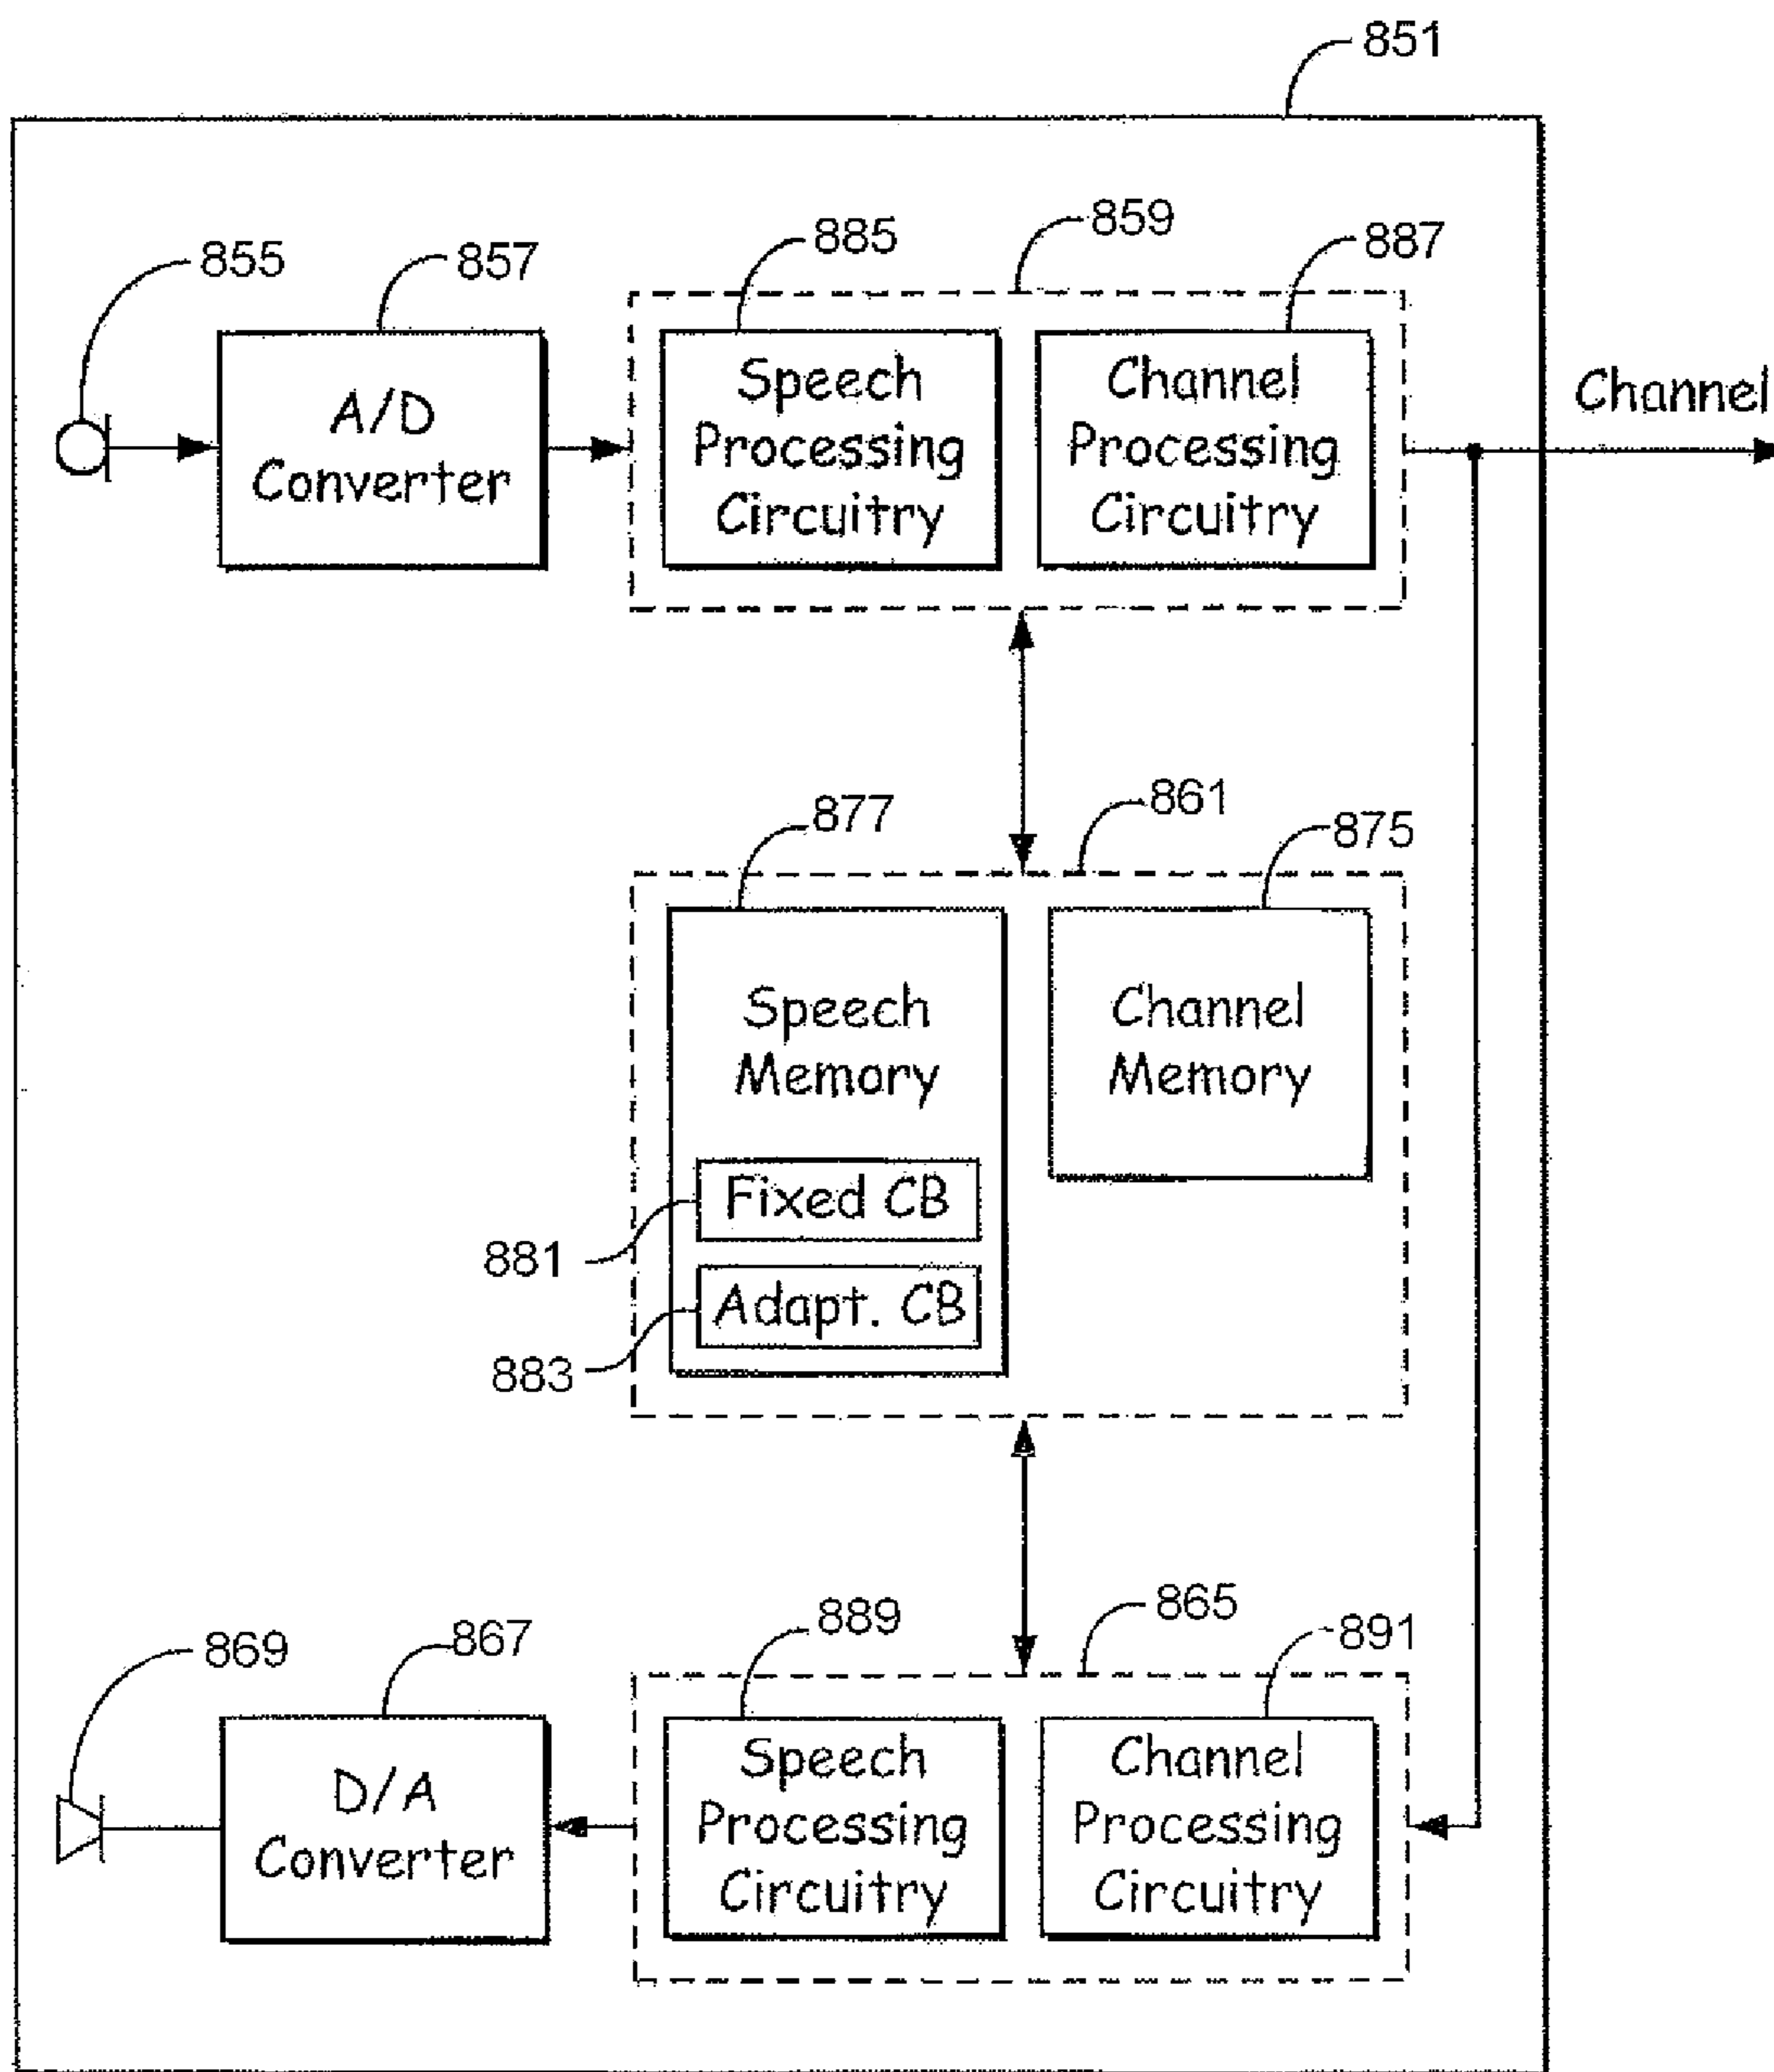 851
859
885
887
855
857
Speech
Processing
Circuitry
Channel
Processing
Circuitry
Channel
A/D
Converter
861
877
875
Speech
Memory
Channel
Memory
Fixed CB
881
Adapt. CB
883
865
889
891
867
869
Speech
Processing
Circuitry
Channel
Processing
Circuitry
D/A
Converter